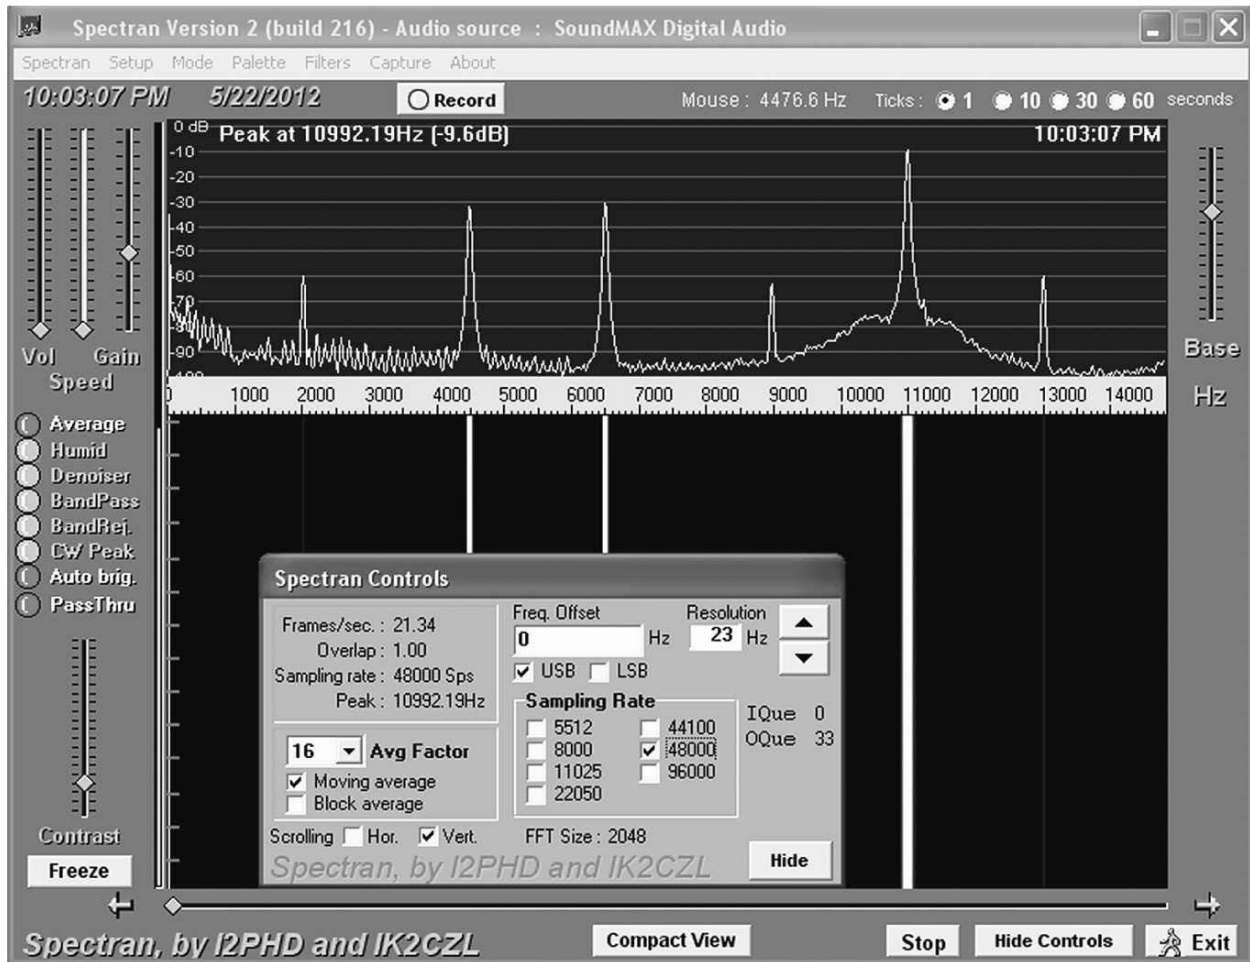 Spectran Version 2 (build 216) - Audio source : SoundMAX Digital Audio
Spectran Setup Mode Palette Filters Capture About
10:03:07 PM 5/22/2012 Record Mouse : 4476.6 Hz Ticks : 1 10 30 60 seconds
0 dB Peak at 10992.19Hz (-9.6dB) 10:03:07 PM
-10
-20
-30
-40
-50
-60
-70
-80
-90
-100
Vol Gain
Speed
Base
0 1000 2000 3000 4000 5000 6000 7000 8000 9000 10000 11000 12000 13000 14000 Hz
Average
Humid
Denoiser
BandPass
BandRej.
CW Peak
Auto brig.
PassThru
Contrast
Freeze
Spectran Controls
Frames/sec. : 21.34
Overlap : 1.00
Sampling rate : 48000 Sps
Peak : 10992.19Hz
Freq. Offset
0 Hz
Resolution
23 Hz
USB LSB
16 Avg Factor
Moving average
Block average
Sampling Rate
5512 44100
8000 48000
11025 96000
22050
IQue 0
OQue 33
Scrolling Hor. Vert. FFT Size : 2048
Spectran, by I2PHD and IK2CZL Hide
Spectran, by I2PHD and IK2CZL Compact View Stop Hide Controls Exit